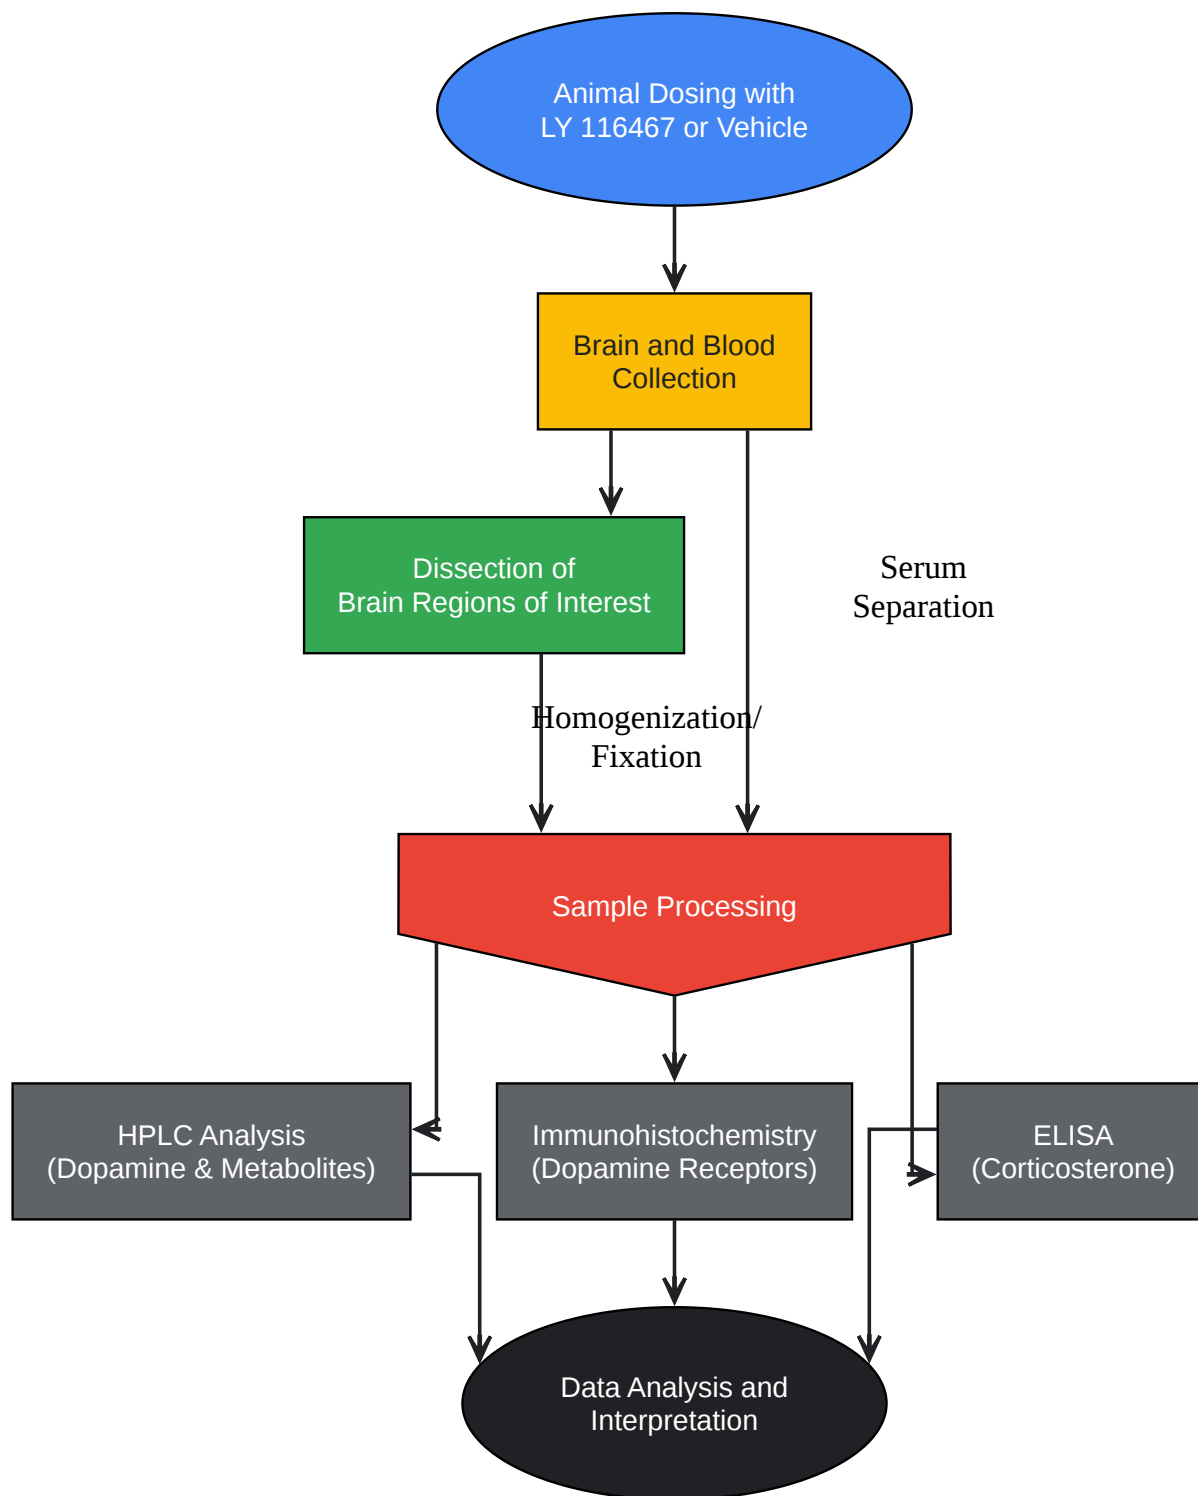 Animal Dosing with
LY 116467 or Vehicle
Brain and Blood
Collection
Dissection of
Brain Regions of Interest
Serum
Separation
Homogenization/
Fixation
Sample Processing
HPLC Analysis
(Dopamine & Metabolites)
Immunohistochemistry
(Dopamine Receptors)
ELISA
(Corticosterone)
Data Analysis and
Interpretation